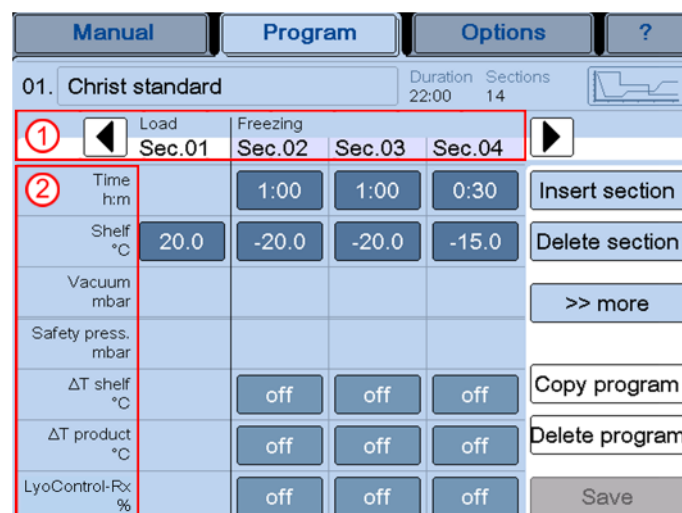 Manual Program Options ?
01. Christ standard Duration Sections
22:00 14
1 Load Freezing
Sec.01 Sec.02 Sec.03 Sec.04
2 Time
h:m 1:00 1:00 0:30 Insert section
Shelf
°C 20.0 -20.0 -20.0 -15.0 Delete section
Vacuum
mbar >> more
Safety press.
mbar
ΔT shelf
°C off off off Copy program
ΔT product
°C off off off Delete program
LyoControl-Rx
% off off off Save